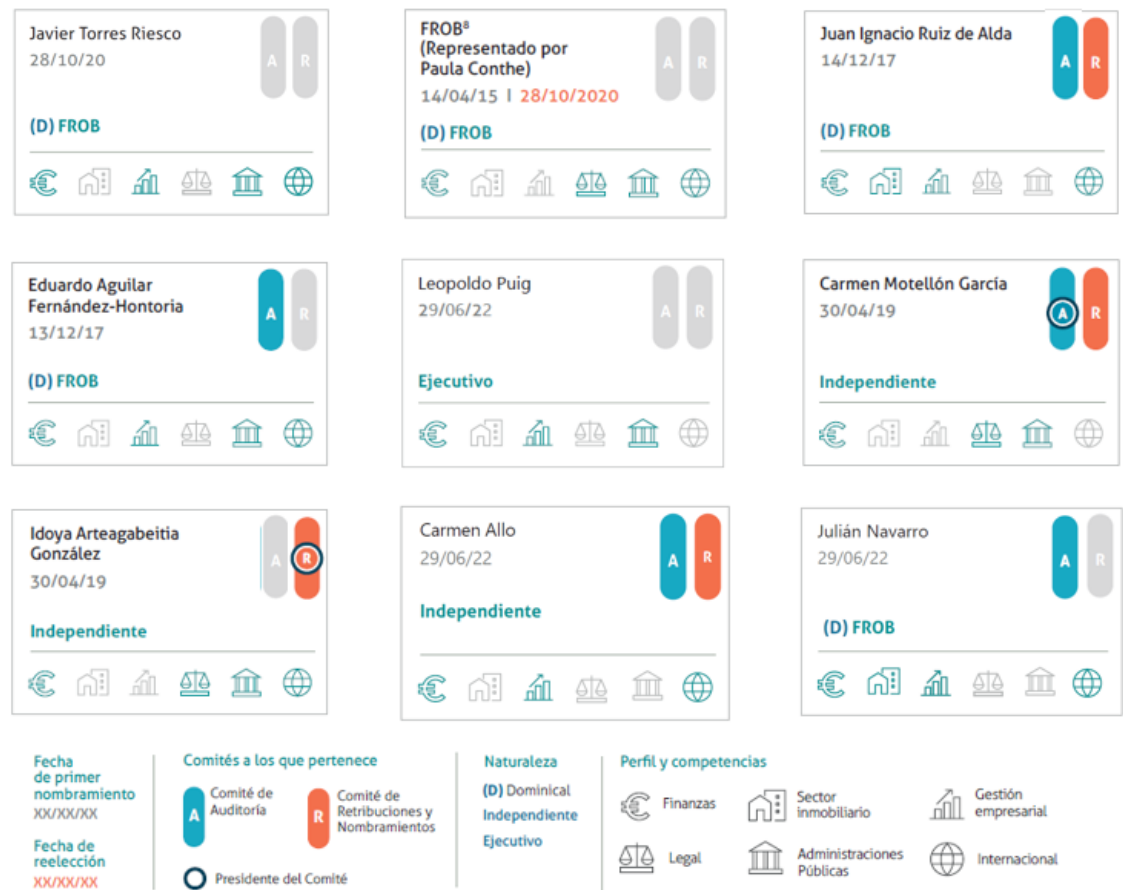 Javier Torres Riesco
28/10/20
A R
(D) FROB
FROB⁸
(Representado por
Paula Conthe)
14/04/15 | 28/10/2020
A R
(D) FROB
Juan Ignacio Ruiz de Alda
14/12/17
A R
(D) FROB
Eduardo Aguilar
Fernández-Hontoria
13/12/17
A R
(D) FROB
Leopoldo Puig
29/06/22
A R
Ejecutivo
Carmen Motellón García
30/04/19
A R
Independiente
Idoya Arteagabeitia
González
30/04/19
A R
Independiente
Carmen Allo
29/06/22
A R
Independiente
Julián Navarro
29/06/22
A R
(D) FROB
Fecha
de primer
nombramiento
XX/XX/XX
Fecha de
reelección
XX/XX/XX
Comités a los que pertenece
A
Comité de
Auditoría
R
Comité de
Retribuciones y
Nombramientos
Presidente del Comité
Naturaleza
(D) Dominical
Independiente
Ejecutivo
Perfil y competencias
Finanzas
Sector
inmobiliario
Gestión
empresarial
Legal
Administraciones
Públicas
Internacional